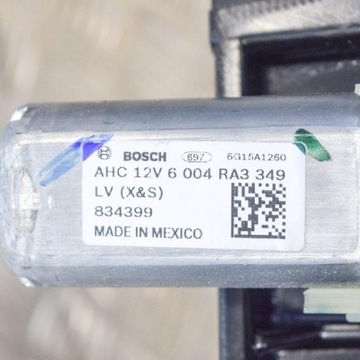 BOSCH 697 6G15A1260
AHC 12V 6 004 RA3 349
LV (X&S)
834399
MADE IN MEXICO